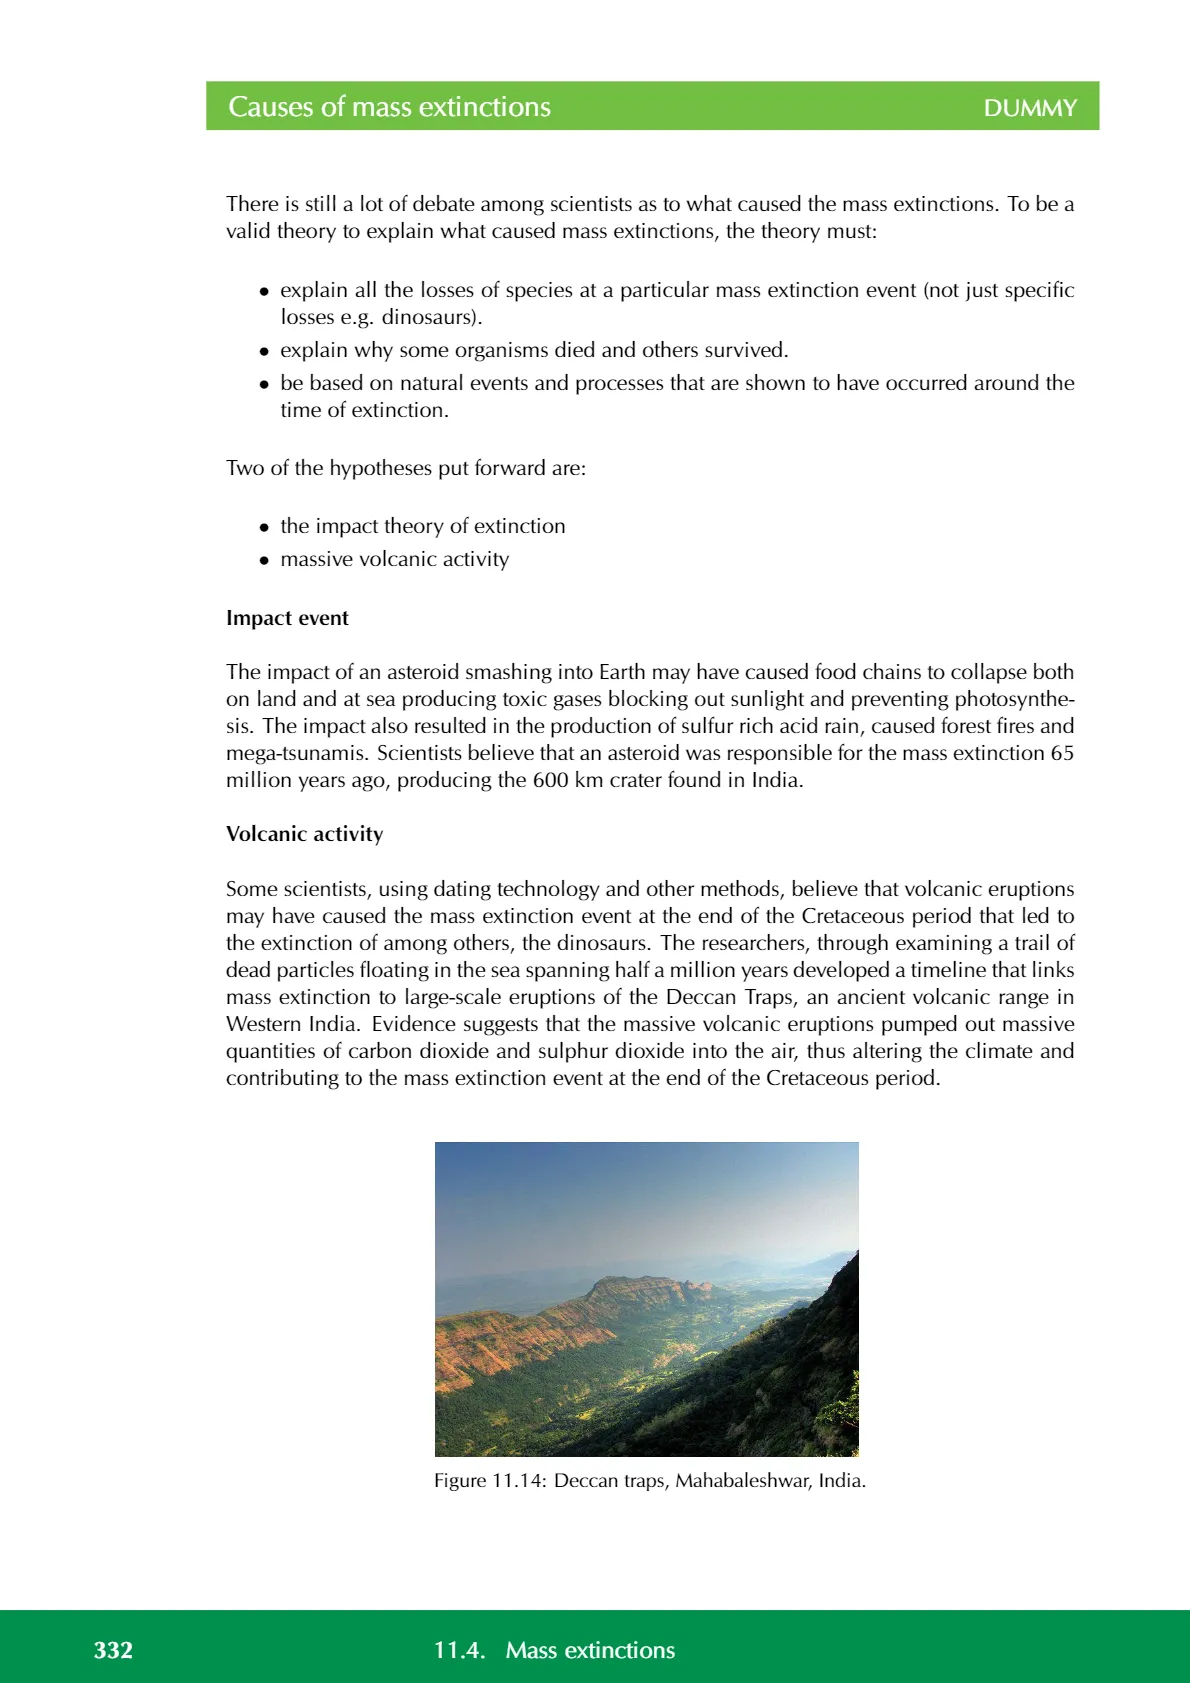 Causes of mass extinctions DUMMY
There is still a lot of debate among scientists as to what caused the mass extinctions. To be a
valid theory to explain what caused mass extinctions, the theory must:
• explain all the losses of species at a particular mass extinction event (not just specific
losses e.g. dinosaurs).
• explain why some organisms died and others survived.
• be based on natural events and processes that are shown to have occurred around the
time of extinction.
Two of the hypotheses put forward are:
• the impact theory of extinction
• massive volcanic activity
Impact event
The impact of an asteroid smashing into Earth may have caused food chains to collapse both
on land and at sea producing toxic gases blocking out sunlight and preventing photosynthe-
sis. The impact also resulted in the production of sulfur rich acid rain, caused forest fires and
mega-tsunamis. Scientists believe that an asteroid was responsible for the mass extinction 65
million years ago, producing the 600 km crater found in India.
Volcanic activity
Some scientists, using dating technology and other methods, believe that volcanic eruptions
may have caused the mass extinction event at the end of the Cretaceous period that led to
the extinction of among others, the dinosaurs. The researchers, through examining a trail of
dead particles floating in the sea spanning half a million years developed a timeline that links
mass extinction to large-scale eruptions of the Deccan Traps, an ancient volcanic range in
Western India. Evidence suggests that the massive volcanic eruptions pumped out massive
quantities of carbon dioxide and sulphur dioxide into the air, thus altering the climate and
contributing to the mass extinction event at the end of the Cretaceous period.
Figure 11.14: Deccan traps, Mahabaleshwar, India.
332 11.4. Mass extinctions